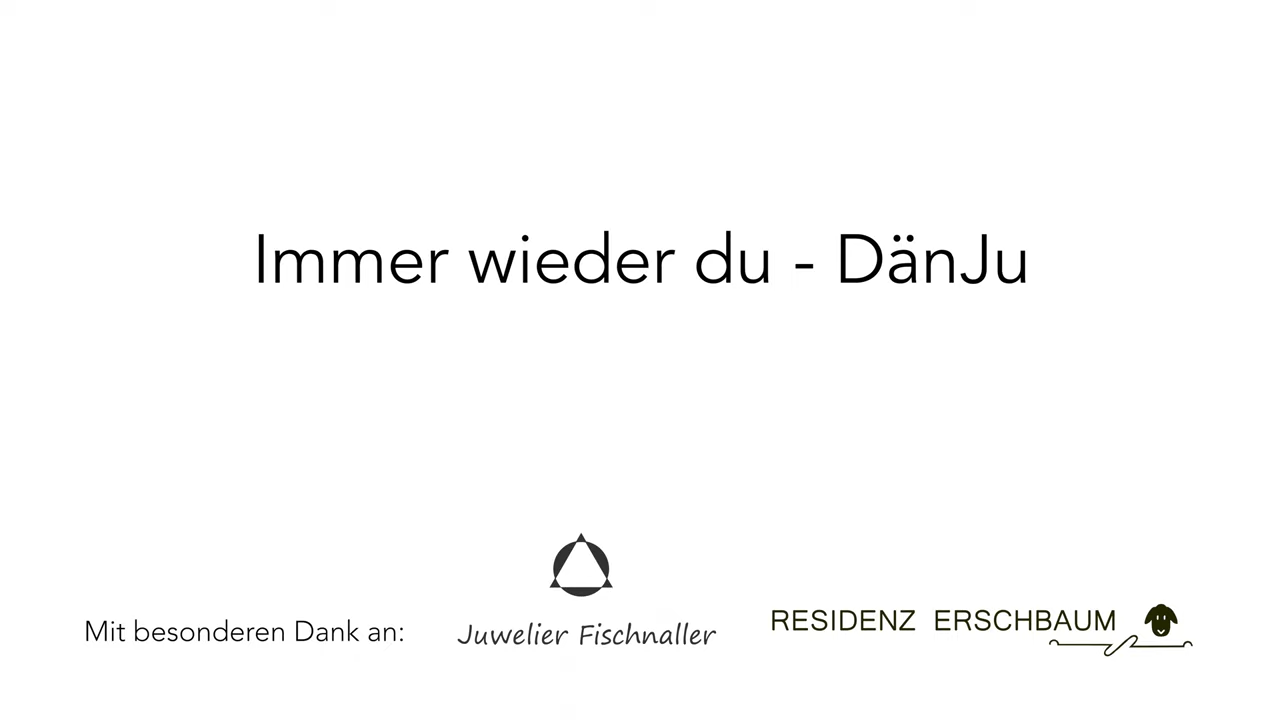 Immer wieder du - DänJu
Mit besonderen Dank an:
Juwelier Fischnaller
RESIDENZ ERSCHBAUM